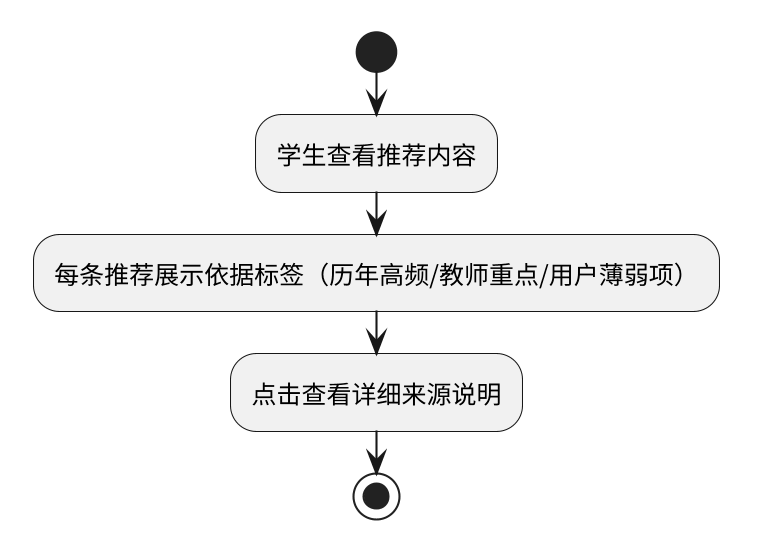 学生查看推荐内容
每条推荐展示依据标签（历年高频/教师重点/用户薄弱项）
点击查看详细来源说明